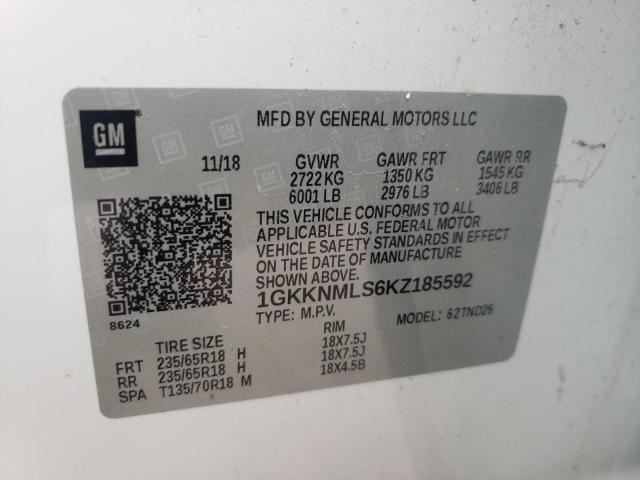 GM
MFD BY GENERAL MOTORS LLC
11/18 GVWR GAWR FRT GAWR RR
2722 KG 1350 KG 1545 KG
6001 LB 2976 LB 3406 LB
THIS VEHICLE CONFORMS TO ALL
APPLICABLE U.S. FEDERAL MOTOR
VEHICLE SAFETY STANDARDS IN EFFECT
ON THE DATE OF MANUFACTURE
SHOWN ABOVE.
1GKKNMLS6KZ185592
8624 TYPE: M.P.V. MODEL: 62TND26
TIRE SIZE RIM
FRT 235/65R18 H 18X7.5J
RR 235/65R18 H 18X7.5J
SPA T135/70R18 M 18X4.5B